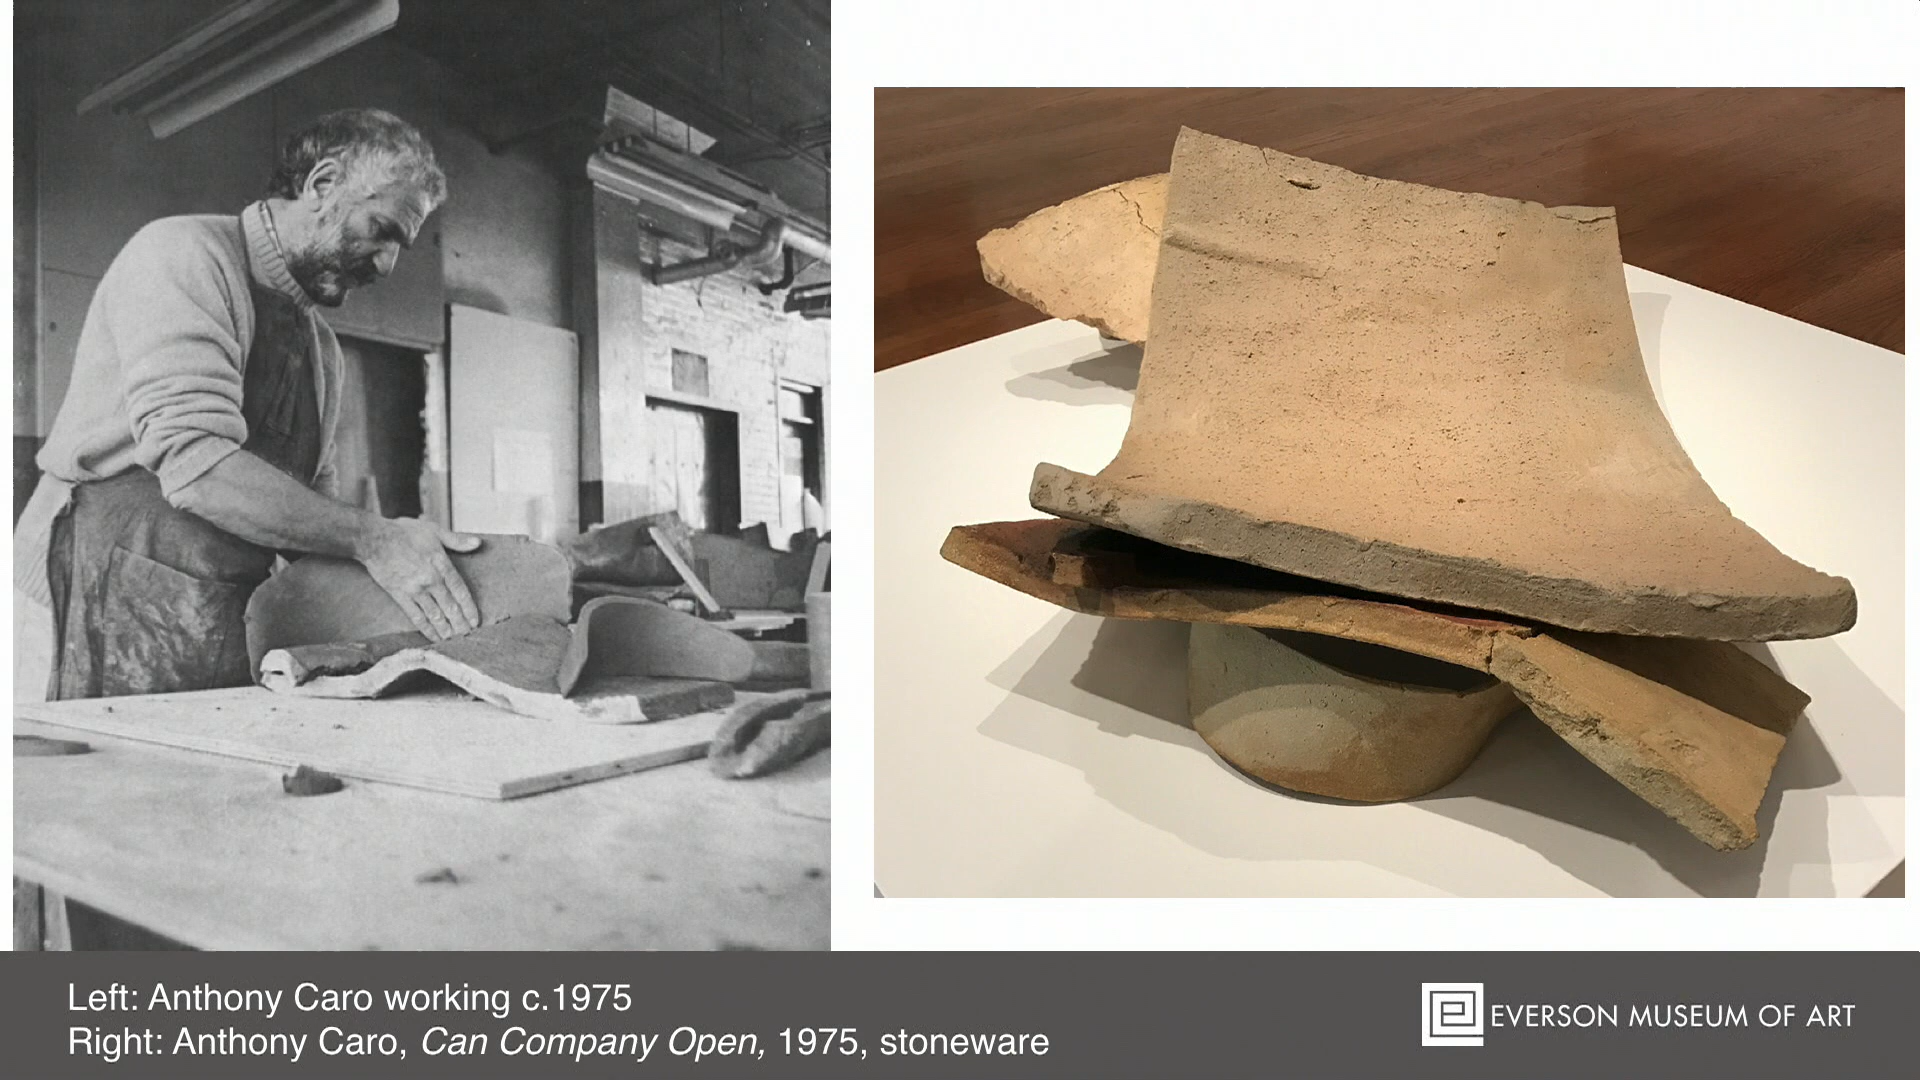 Left: Anthony Caro working c.1975
Right: Anthony Caro, Can Company Open, 1975, stoneware
EVERSON MUSEUM OF ART